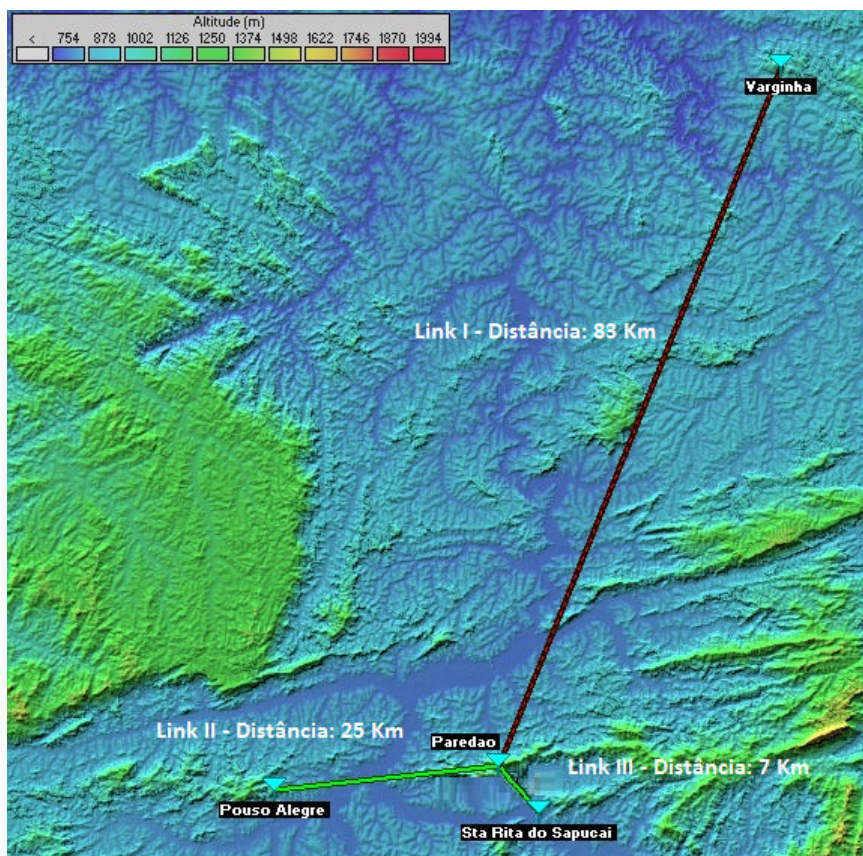 Altitude (m)
< 754 878 1002 1126 1250 1374 1498 1622 1746 1870 1994
Varginha
Link I - Distância: 83 Km
Link II - Distância: 25 Km
Paredao
Link III - Distância: 7 Km
Pouso Alegre
Sta Rita do Sapucai